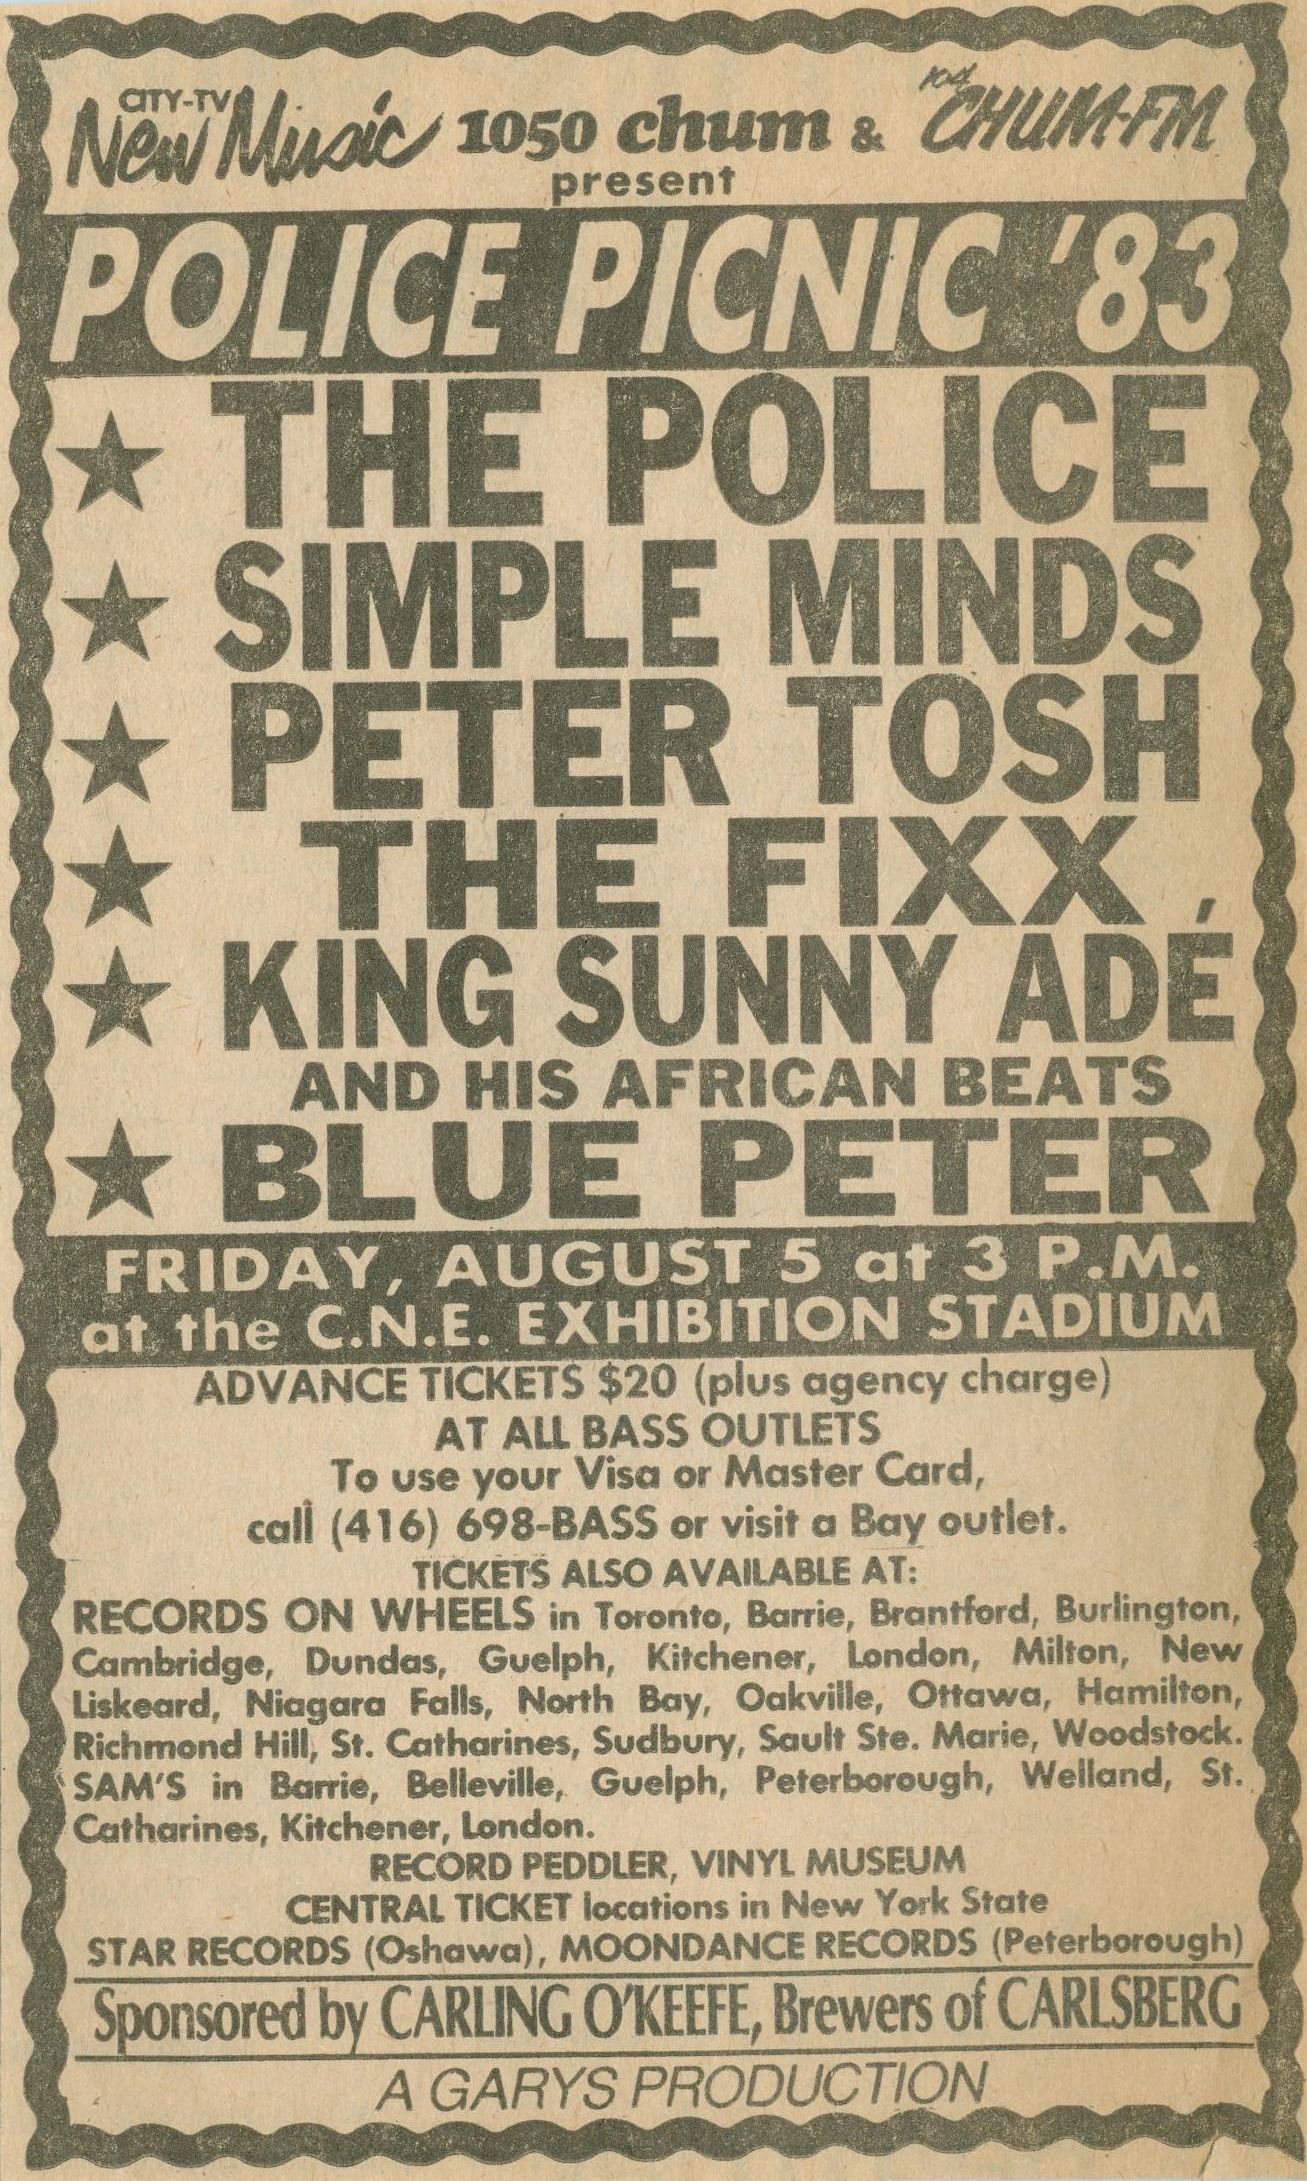 CITY-TV
New Music 1050 chum & 104 CHUM-FM
present
POLICE PICNIC '83
THE POLICE
SIMPLE MINDS
PETER TOSH
THE FIXX
KING SUNNY ADÉ
AND HIS AFRICAN BEATS
BLUE PETER
FRIDAY, AUGUST 5 at 3 P.M.
at the C.N.E. EXHIBITION STADIUM
ADVANCE TICKETS $20 (plus agency charge)
AT ALL BASS OUTLETS
To use your Visa or Master Card,
call (416) 698-BASS or visit a Bay outlet.
TICKETS ALSO AVAILABLE AT:
RECORDS ON WHEELS in Toronto, Barrie, Brantford, Burlington,
Cambridge, Dundas, Guelph, Kitchener, London, Milton, New
Liskeard, Niagara Falls, North Bay, Oakville, Ottawa, Hamilton,
Richmond Hill, St. Catharines, Sudbury, Sault Ste. Marie, Woodstock.
SAM'S in Barrie, Belleville, Guelph, Peterborough, Welland, St.
Catharines, Kitchener, London.
RECORD PEDDLER, VINYL MUSEUM
CENTRAL TICKET locations in New York State
STAR RECORDS (Oshawa), MOONDANCE RECORDS (Peterborough)
Sponsored by CARLING O'KEEFE, Brewers of CARLSBERG
A GARYS PRODUCTION